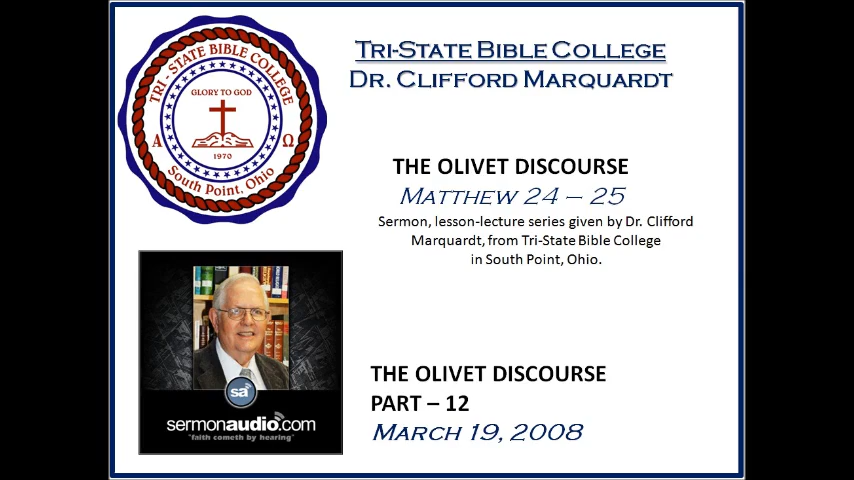 TRI-STATE BIBLE COLLEGE
DR. CLIFFORD MARQUARDT
TRI - STATE BIBLE COLLEGE
GLORY TO GOD
Α Ω
1970
South Point, Ohio
THE OLIVET DISCOURSE
MATTHEW 24 – 25
Sermon, lesson-lecture series given by Dr. Clifford
Marquardt, from Tri-State Bible College
in South Point, Ohio.
sa
sermonaudio.com
"faith cometh by hearing"
THE OLIVET DISCOURSE
PART – 12
MARCH 19, 2008